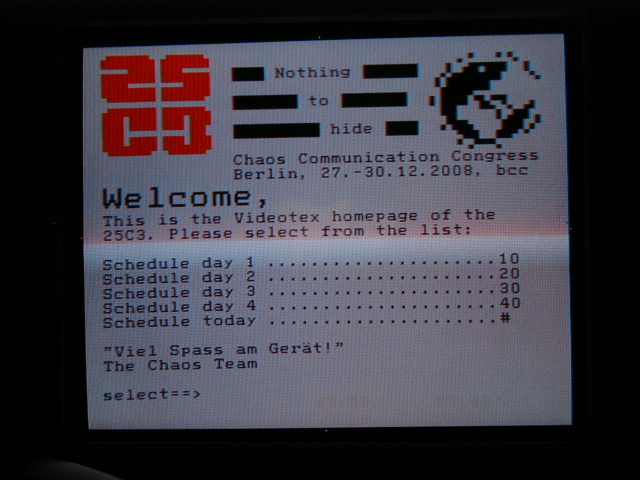 25C3
Nothing
to
hide
Chaos Communication Congress
Berlin, 27.-30.12.2008, bcc
Welcome,
This is the Videotex homepage of the
25C3. Please select from the list:
Schedule day 1 ......................10
Schedule day 2 ......................20
Schedule day 3 ......................30
Schedule day 4 ......................40
Schedule today ......................#
"Viel Spass am Gerät!"
The Chaos Team
select==>